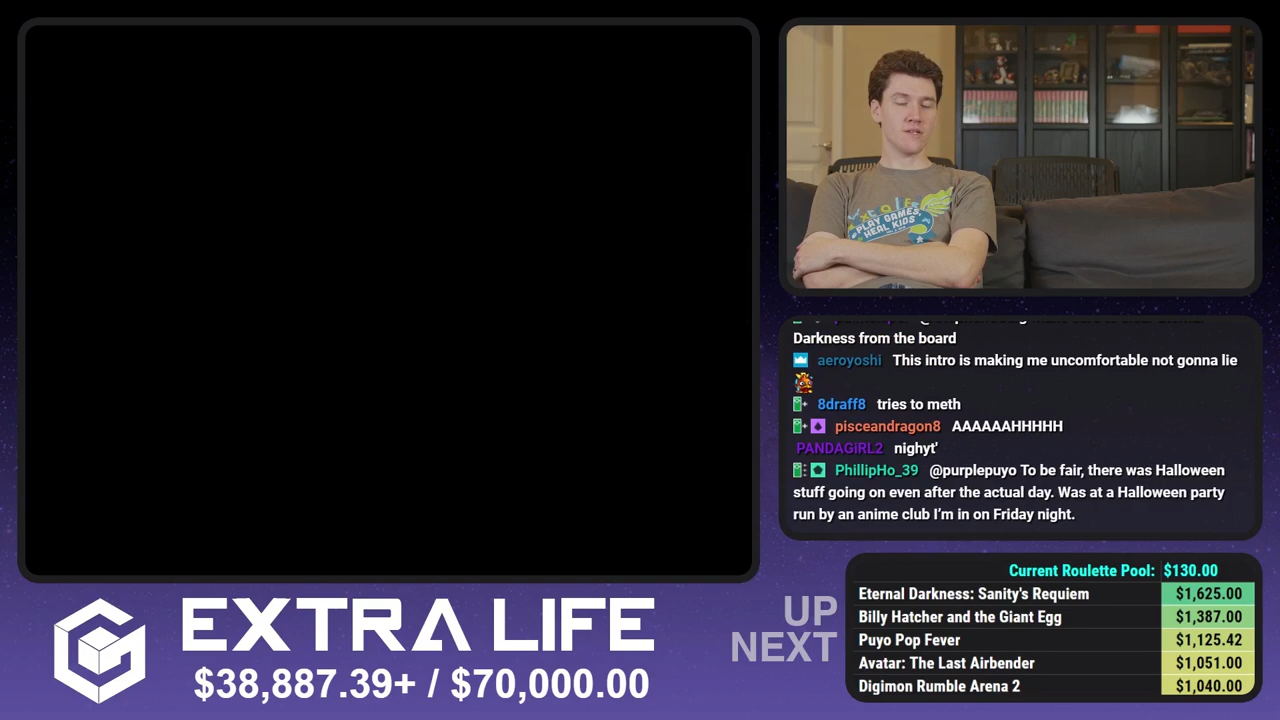 PLAY GAMES,
HEAL KIDS
Darkness from the board
aeroyoshi This intro is making me uncomfortable not gonna lie
8draff8 tries to meth
pisceandragon8 AAAAAAHHHHH
PANDAGiRL2 nighyt'
PhillipHo_39 @purplepuyo To be fair, there was Halloween
stuff going on even after the actual day. Was at a Halloween party
run by an anime club I'm in on Friday night.
EXTRA LIFE
$38,887.39+ / $70,000.00
UP
NEXT
Current Roulette Pool: $130.00
Eternal Darkness: Sanity's Requiem $1,625.00
Billy Hatcher and the Giant Egg $1,387.00
Puyo Pop Fever $1,125.42
Avatar: The Last Airbender $1,051.00
Digimon Rumble Arena 2 $1,040.00